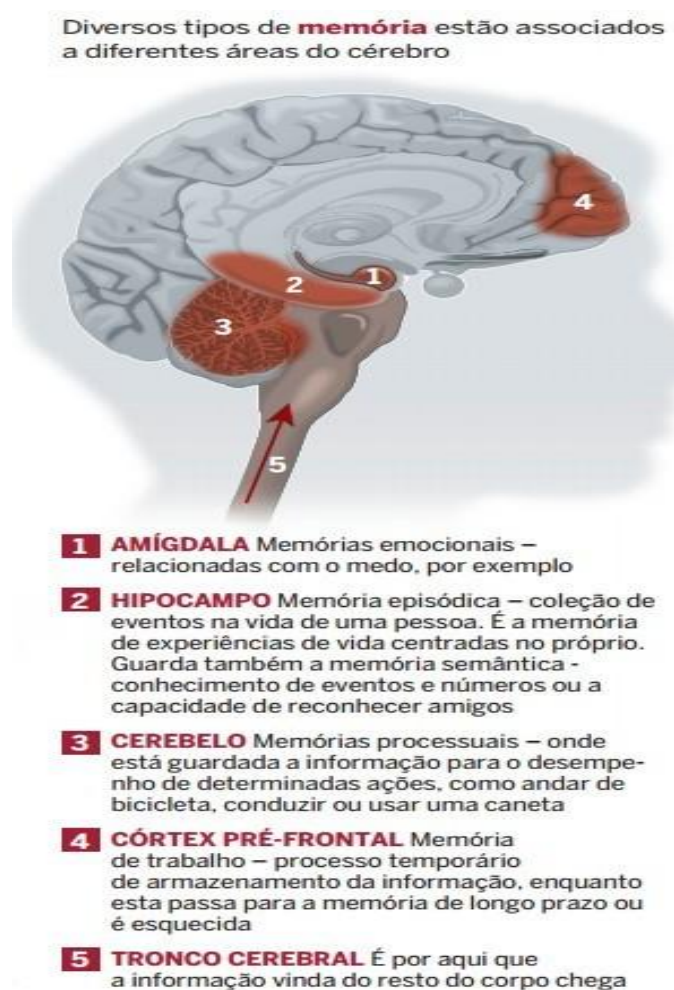 Diversos tipos de memória estão associados
a diferentes áreas do cérebro
4
1
2
3
5
1 AMÍGDALA Memórias emocionais –
relacionadas com o medo, por exemplo
2 HIPOCAMPO Memória episódica – coleção de
eventos na vida de uma pessoa. É a memória
de experiências de vida centradas no próprio.
Guarda também a memória semântica -
conhecimento de eventos e números ou a
capacidade de reconhecer amigos
3 CEREBELO Memórias processuais – onde
está guardada a informação para o desempe-
nho de determinadas ações, como andar de
bicicleta, conduzir ou usar uma caneta
4 CÓRTEX PRÉ-FRONTAL Memória
de trabalho – processo temporário
de armazenamento da informação, enquanto
esta passa para a memória de longo prazo ou
é esquecida
5 TRONCO CEREBRAL É por aqui que
a informação vinda do resto do corpo chega